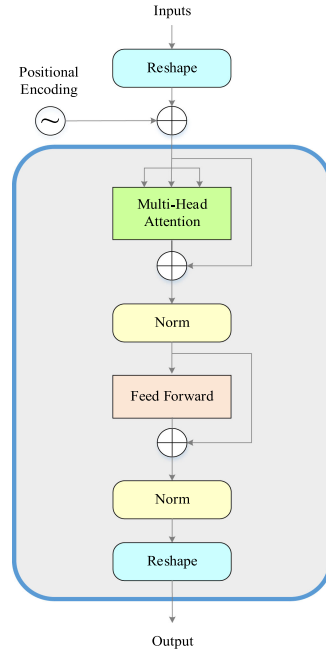 Inputs
Reshape
Positional
Encoding
Multi-Head
Attention
Norm
Feed Forward
Norm
Reshape
Output